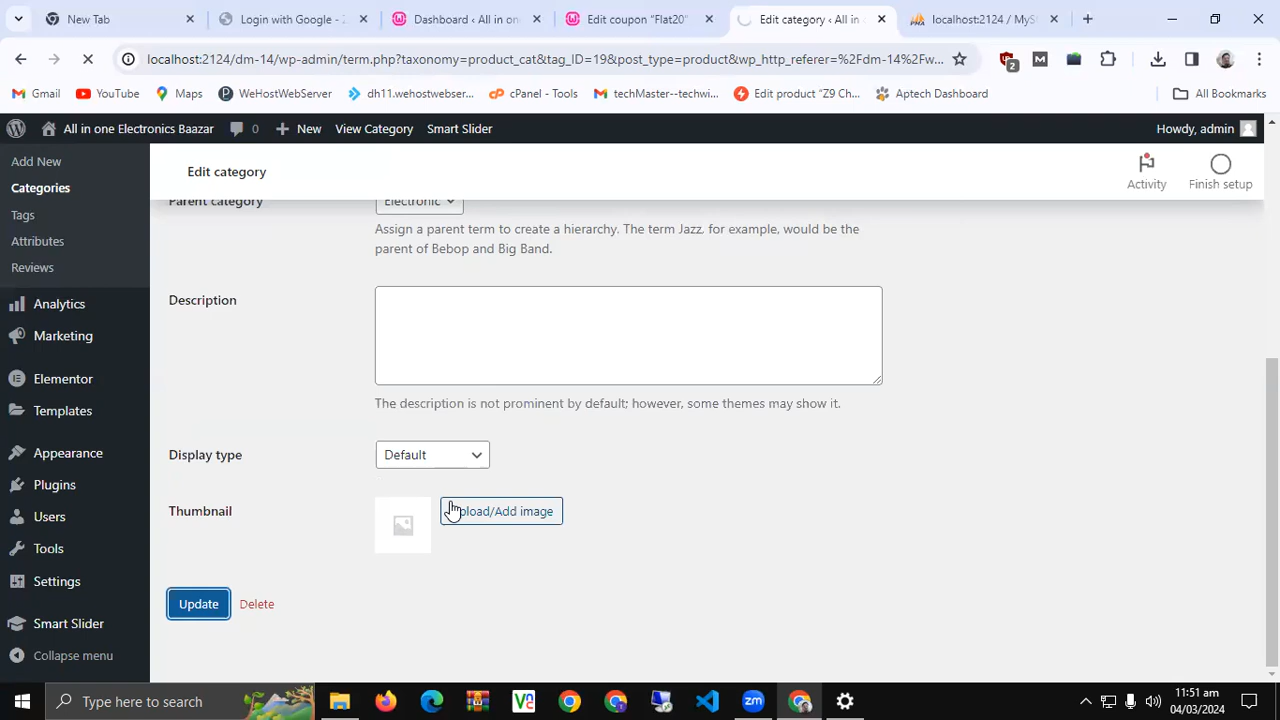 New Tab
Login with Google - Z
Dashboard ‹ All in on
Edit coupon "Flat20"
Edit category ‹ All in
localhost:2124 / MyS
localhost:2124/dm-14/wp-admin/term.php?taxonomy=product_cat&tag_ID=19&post_type=product&wp_http_referer=%2Fdm-14%2Fw...
2
Gmail
YouTube
Maps
WeHostWebServer
dh11.wehostwebser...
cPanel - Tools
techMaster--techwi...
Edit product "Z9 Ch...
Aptech Dashboard
All Bookmarks
All in one Electronics Baazar
0
New
View Category
Smart Slider
Howdy, admin
Add New
Categories
Tags
Attributes
Reviews
Analytics
Marketing
Elementor
Templates
Appearance
Plugins
Users
Tools
Settings
Smart Slider
Collapse menu
Edit category
Activity
Finish setup
Parent category
Electronic
Assign a parent term to create a hierarchy. The term Jazz, for example, would be the
parent of Bebop and Big Band.
Description
The description is not prominent by default; however, some themes may show it.
Display type
Default
Thumbnail
Upload/Add image
Update
Delete
Type here to search
zm
11:51 am
04/03/2024